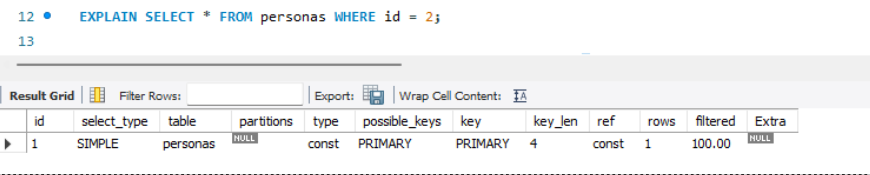 12 EXPLAIN SELECT * FROM personas WHERE id = 2;
13
Result Grid Filter Rows: Export: Wrap Cell Content: IA
id select_type table partitions type possible_keys key key_len ref rows filtered Extra
1 SIMPLE personas NULL const PRIMARY PRIMARY 4 const 1 100.00 NULL